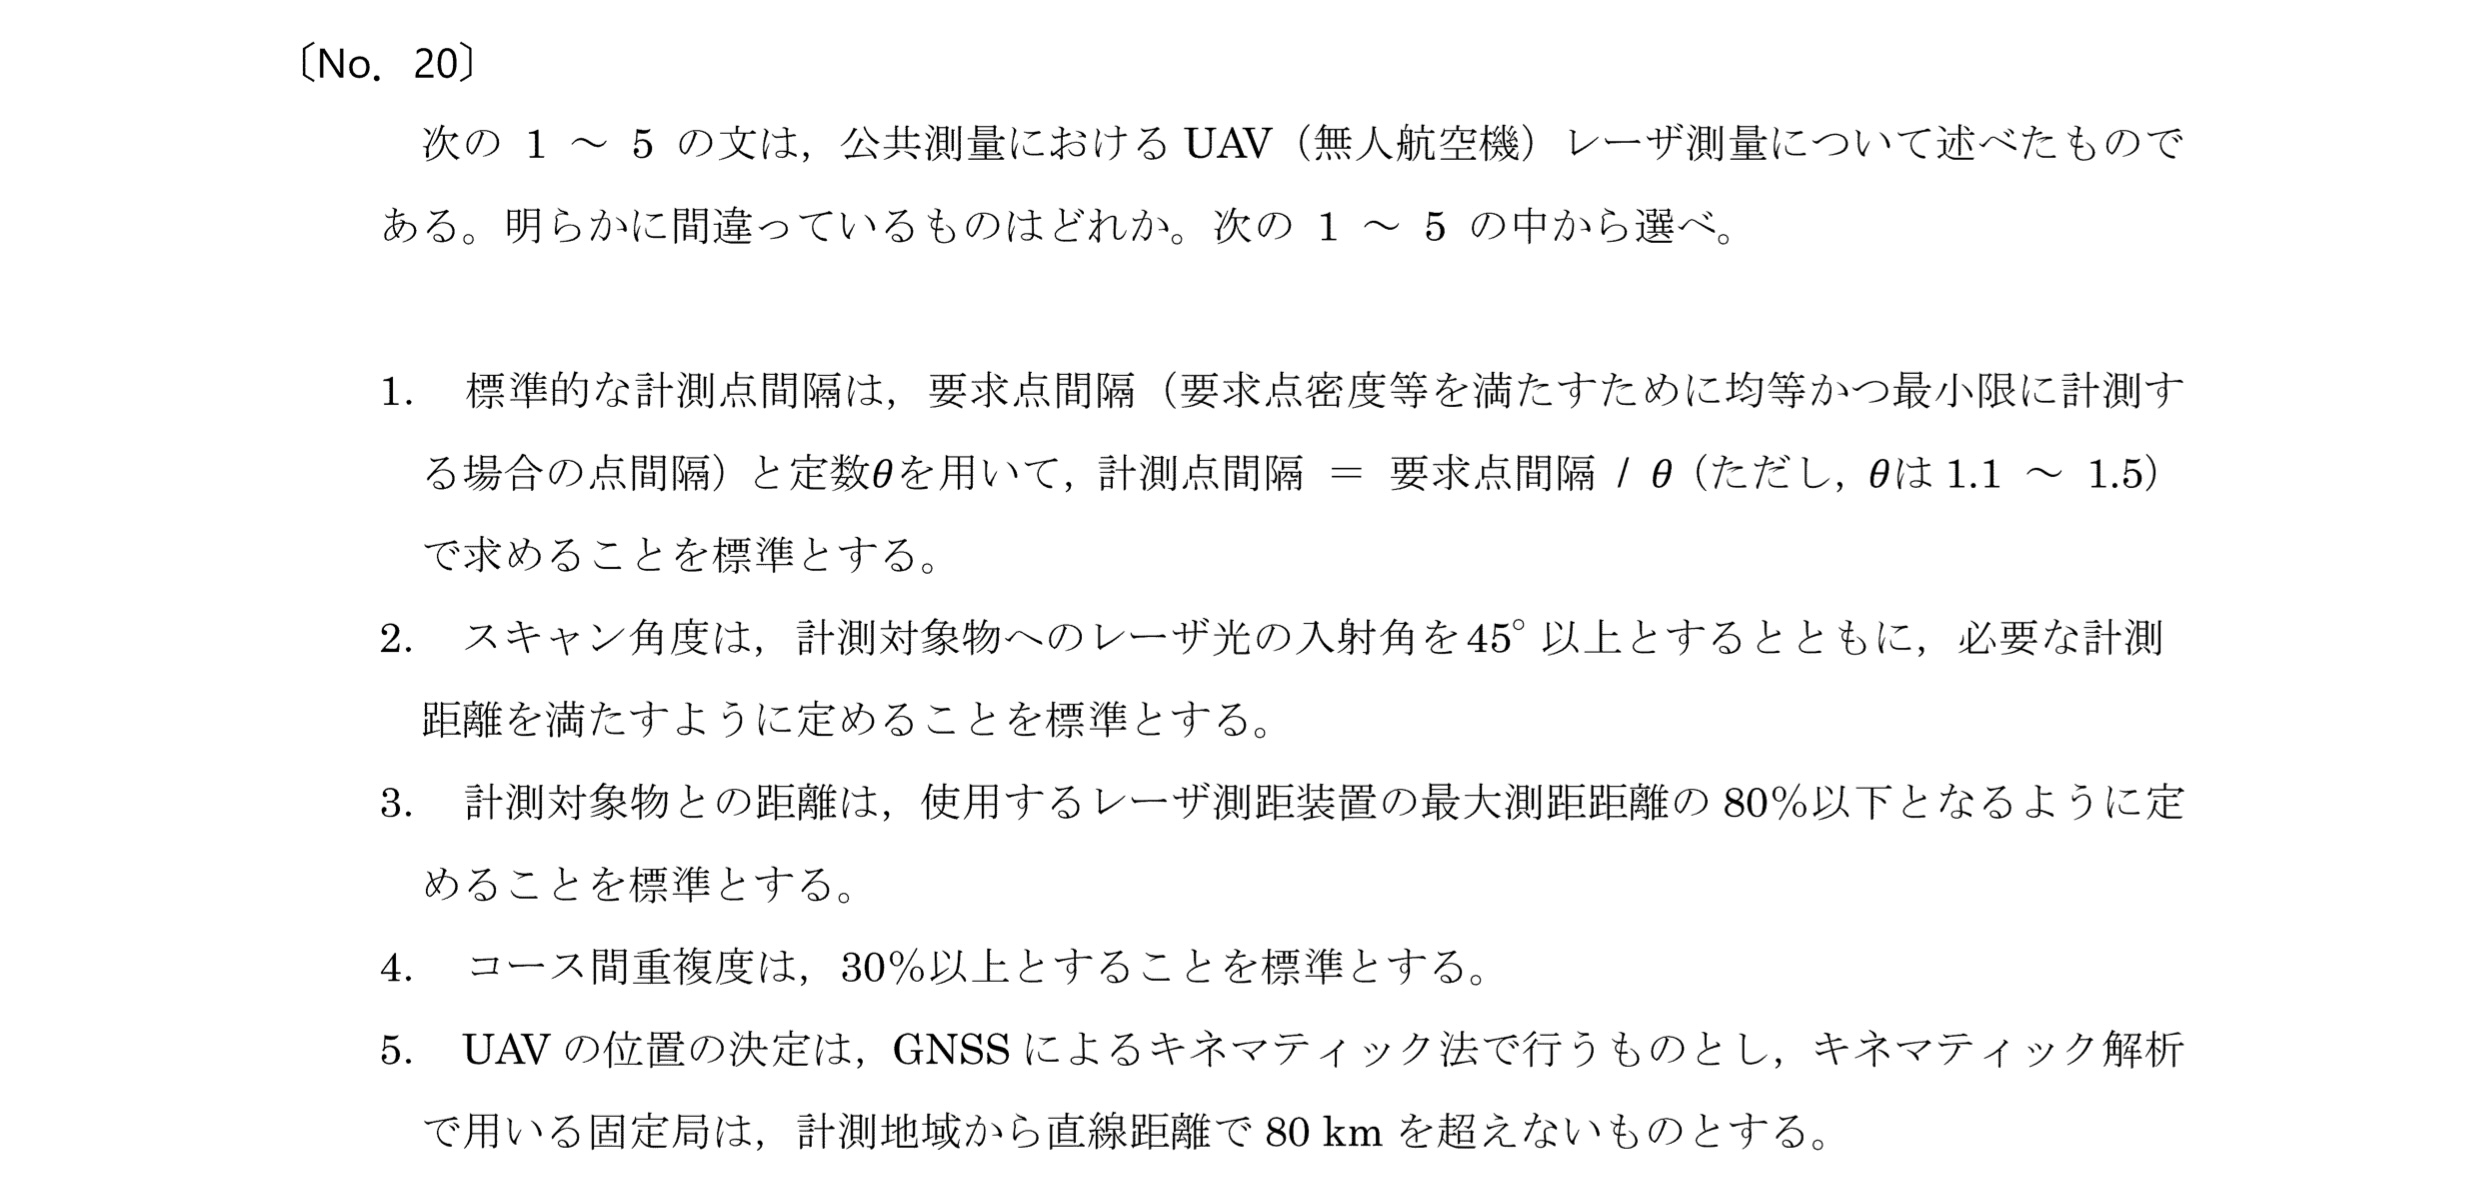 〔No. 20〕
次の 1 ~ 5 の文は，公共測量における UAV（無人航空機）レーザ測量について述べたもので
ある。明らかに間違っているものはどれか。次の 1 ~ 5 の中から選べ。
1. 標準的な計測点間隔は，要求点間隔（要求点密度等を満たすために均等かつ最小限に計測す
る場合の点間隔）と定数θを用いて，計測点間隔 = 要求点間隔 / θ（ただし，θは 1.1 ~ 1.5）
で求めることを標準とする。
2. スキャン角度は，計測対象物へのレーザ光の入射角を45° 以上とするとともに，必要な計測
距離を満たすように定めることを標準とする。
3. 計測対象物との距離は，使用するレーザ測距装置の最大測距距離の 80％以下となるように定
めることを標準とする。
4. コース間重複度は，30％以上とすることを標準とする。
5. UAV の位置の決定は，GNSS によるキネマティック法で行うものとし，キネマティック解析
で用いる固定局は，計測地域から直線距離で 80 km を超えないものとする。